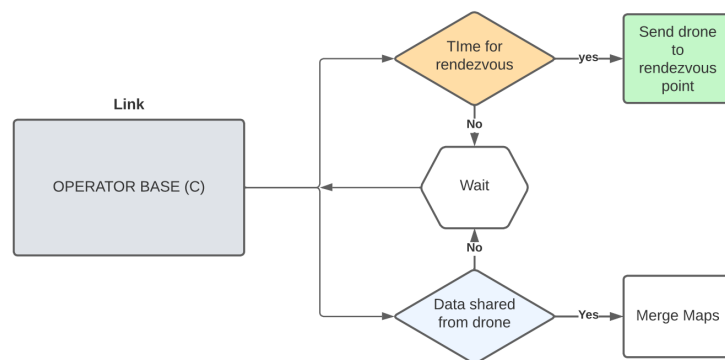 Link
OPERATOR BASE (C)
TIme for
rendezvous
yes
Send drone
to
rendezvous
point
No
Wait
No
Data shared
from drone
Yes
Merge Maps